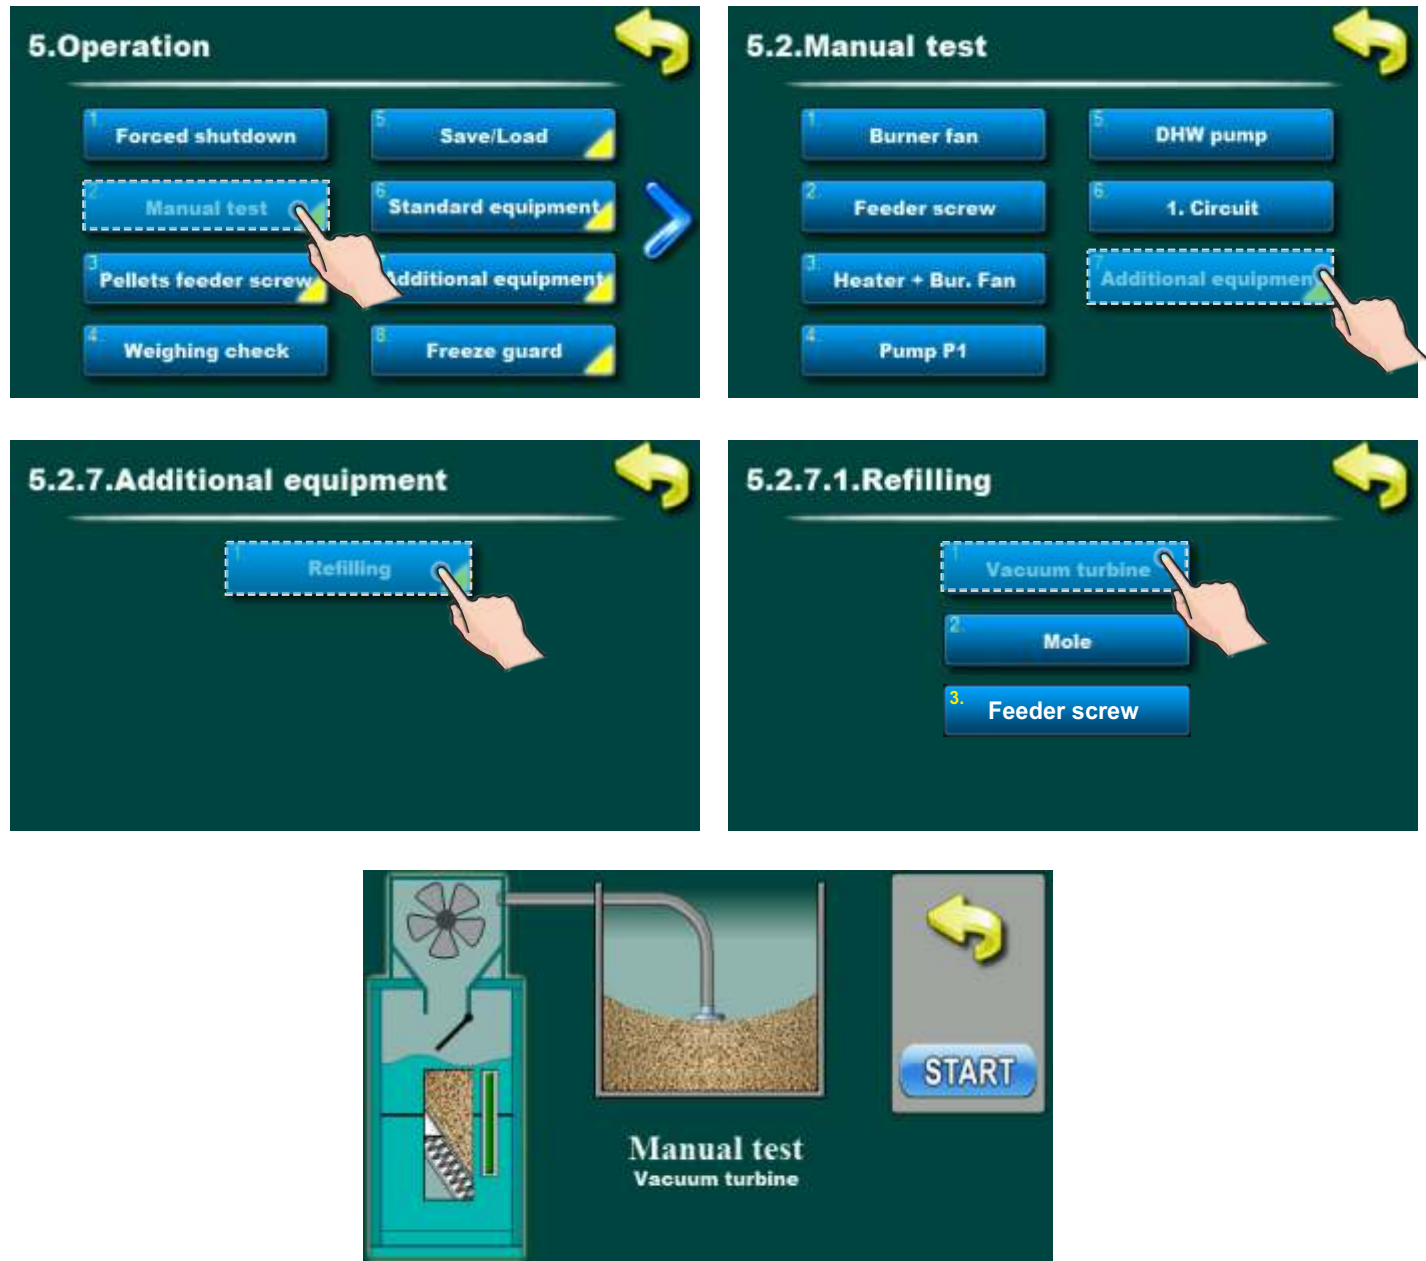 5.Operation
1. Forced shutdown
2. Manual test
3. Pellets feeder screw
4. Weighing check
5. Save/Load
6. Standard equipment
Additional equipment
8. Freeze guard
5.2.Manual test
1. Burner fan
2. Feeder screw
3. Heater + Bur. Fan
4. Pump P1
5. DHW pump
6. 1. Circuit
7. Additional equipmen
5.2.7.Additional equipment
1. Refilling
5.2.7.1.Refilling
1. Vacuum turbine
2. Mole
3. Feeder screw
START
Manual test
Vacuum turbine